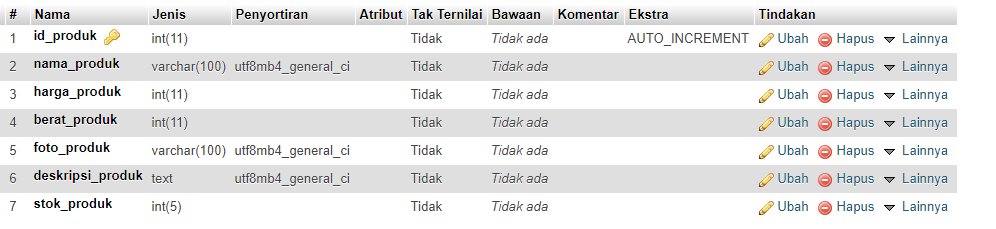 # Nama Jenis Penyortiran Atribut Tak Ternilai Bawaan Komentar Ekstra Tindakan
1 id_produk int(11) Tidak Tidak ada AUTO_INCREMENT Ubah Hapus Lainnya
2 nama_produk varchar(100) utf8mb4_general_ci Tidak Tidak ada Ubah Hapus Lainnya
3 harga_produk int(11) Tidak Tidak ada Ubah Hapus Lainnya
4 berat_produk int(11) Tidak Tidak ada Ubah Hapus Lainnya
5 foto_produk varchar(100) utf8mb4_general_ci Tidak Tidak ada Ubah Hapus Lainnya
6 deskripsi_produk text utf8mb4_general_ci Tidak Tidak ada Ubah Hapus Lainnya
7 stok_produk int(5) Tidak Tidak ada Ubah Hapus Lainnya